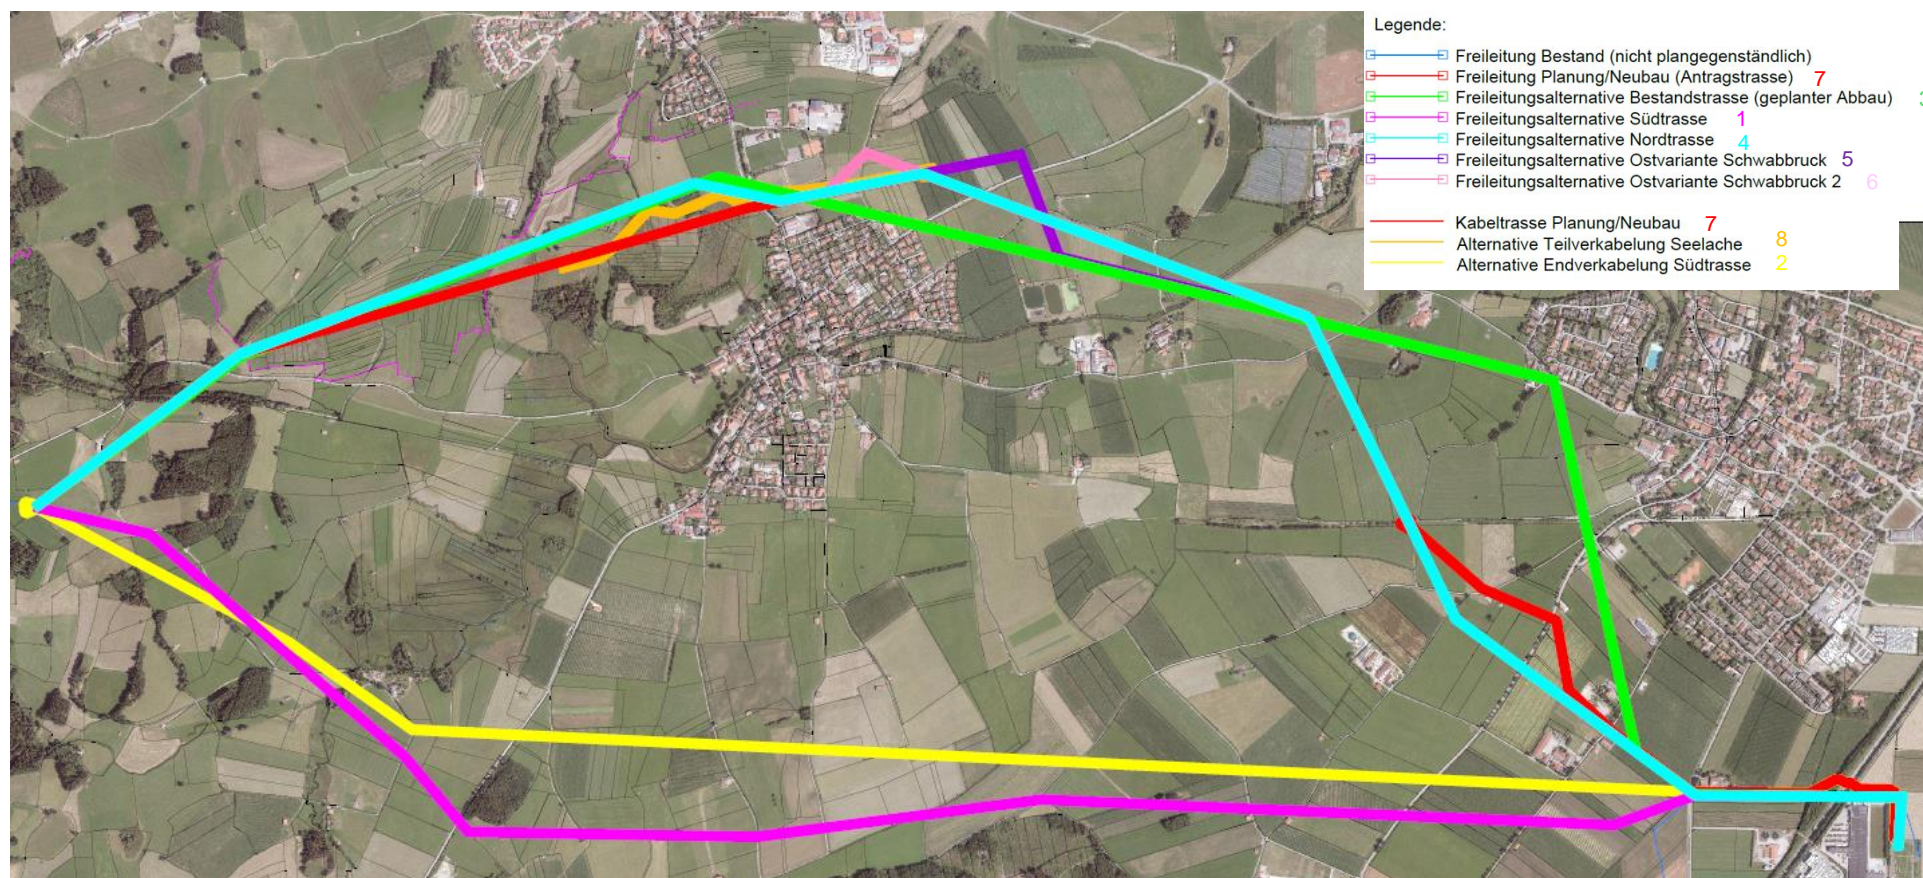 Legende:
Freileitung Bestand (nicht plangegenständlich)
Freileitung Planung/Neubau (Antragstrasse) 7
Freileitungsalternative Bestandstrasse (geplanter Abbau) 3
Freileitungsalternative Südtrasse 1
Freileitungsalternative Nordtrasse 4
Freileitungsalternative Ostvariante Schwabbruck 5
Freileitungsalternative Ostvariante Schwabbruck 2 6
Kabeltrasse Planung/Neubau 7
Alternative Teilverkabelung Seelache 8
Alternative Endverkabelung Südtrasse 2